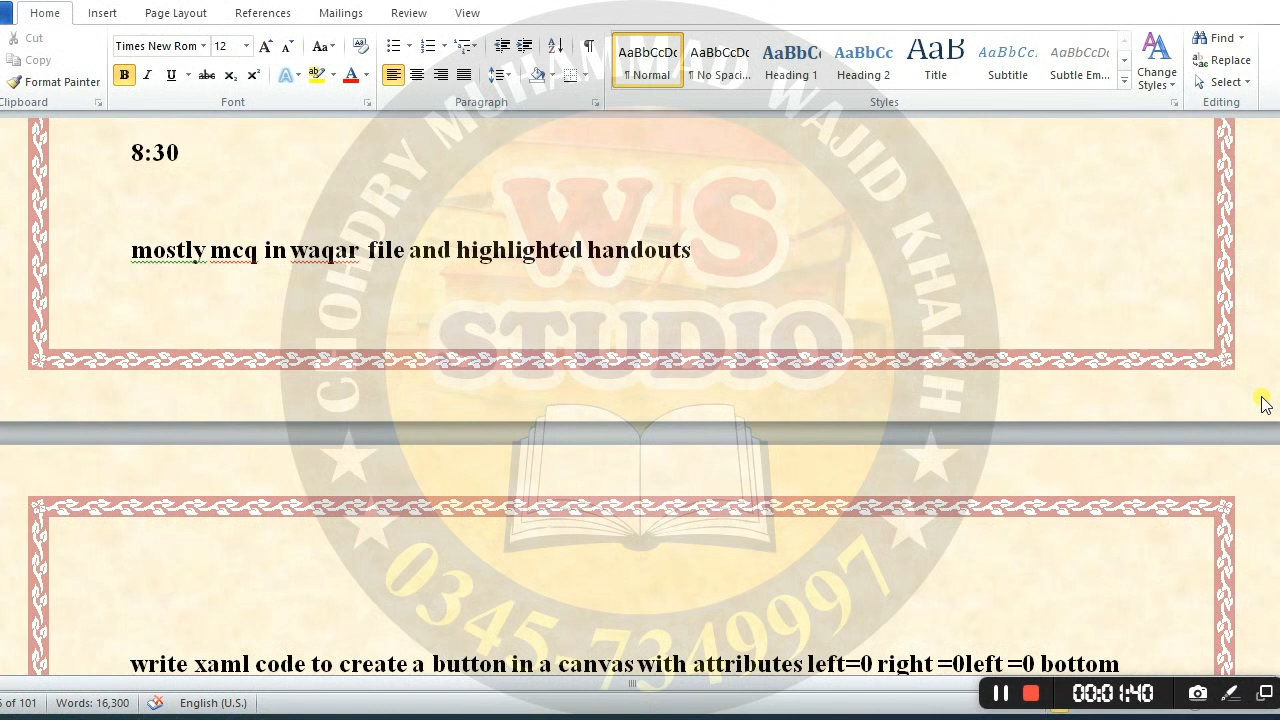 Home Insert Page Layout References Mailings Review View
Cut
Copy
Format Painter
Clipboard
Times New Rom 12
Font
Paragraph
AaBbCcDc AaBbCcDc AaBbC AaBbCc AaB AaBbCc. AaBbCcDc
¶ Normal ¶ No Spaci... Heading 1 Heading 2 Title Subtitle Subtle Em...
Styles
Change
Styles
Find
Replace
Select
Editing
8:30
mostly mcq in waqar file and highlighted handouts
CHOHDRY MUHAMMAD WAJID KHALIH
WS
STUDIO
0345-7349997
write xaml code to create a button in a canvas with attributes left=0 right =0left =0 bottom
of 101 Words: 16,300 English (U.S.)
00:01:40